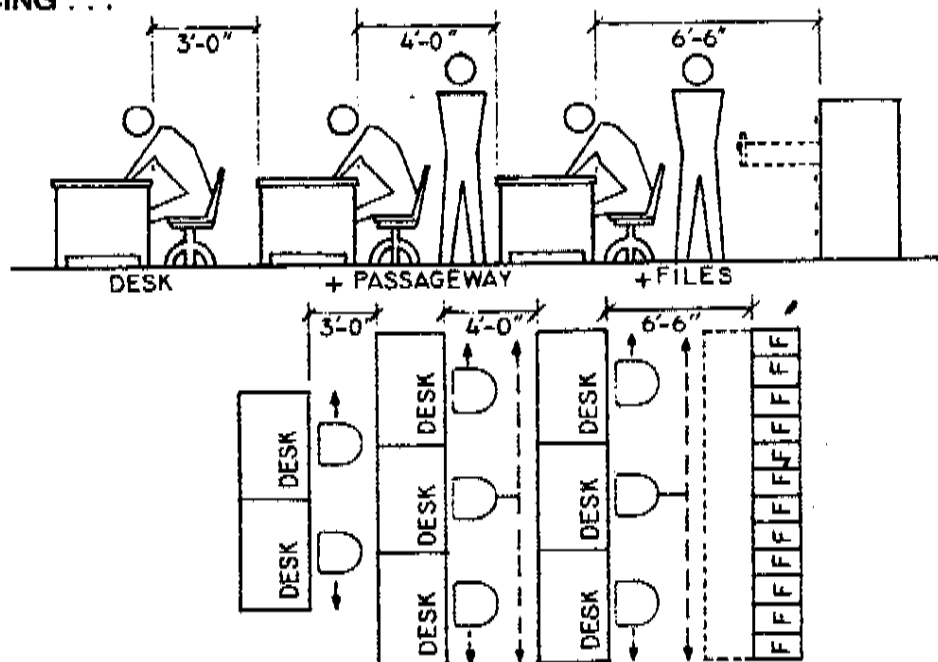 3'-0" 4'-0" 6'-6"
DESK + PASSAGEWAY + FILES
3'-0" 4'-0" 6'-6"
DESK DESK
DESK DESK DESK
DESK DESK DESK
F
F
F
F
F
F
F
F
F
F
F
F